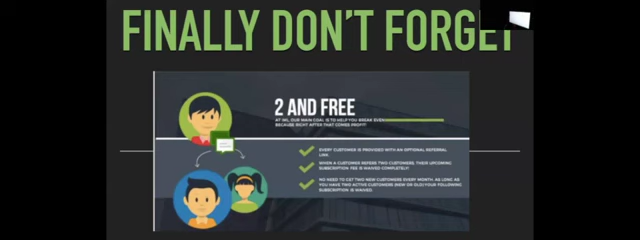 FINALLY DON'T FORGET
2 AND FREE
OUR MAIN GOAL IS TO HELP YOU BREAK EVEN
BECAUSE RIGHT AFTER THAT COMES PROFIT!
EVERY CUSTOMER IS PROVIDED WITH AN OPTIONAL REFERRAL
LINK.
WHEN A CUSTOMER REFERS TWO CUSTOMERS, THEIR UPCOMING
SUBSCRIPTION FEE IS WAIVED COMPLETELY!
NO NEED TO GET TWO NEW CUSTOMERS EVERY MONTH. AS LONG AS
YOU HAVE TWO ACTIVE CUSTOMERS (NEW OR OLD) YOUR FOLLOWING
SUBSCRIPTION IS WAIVED.